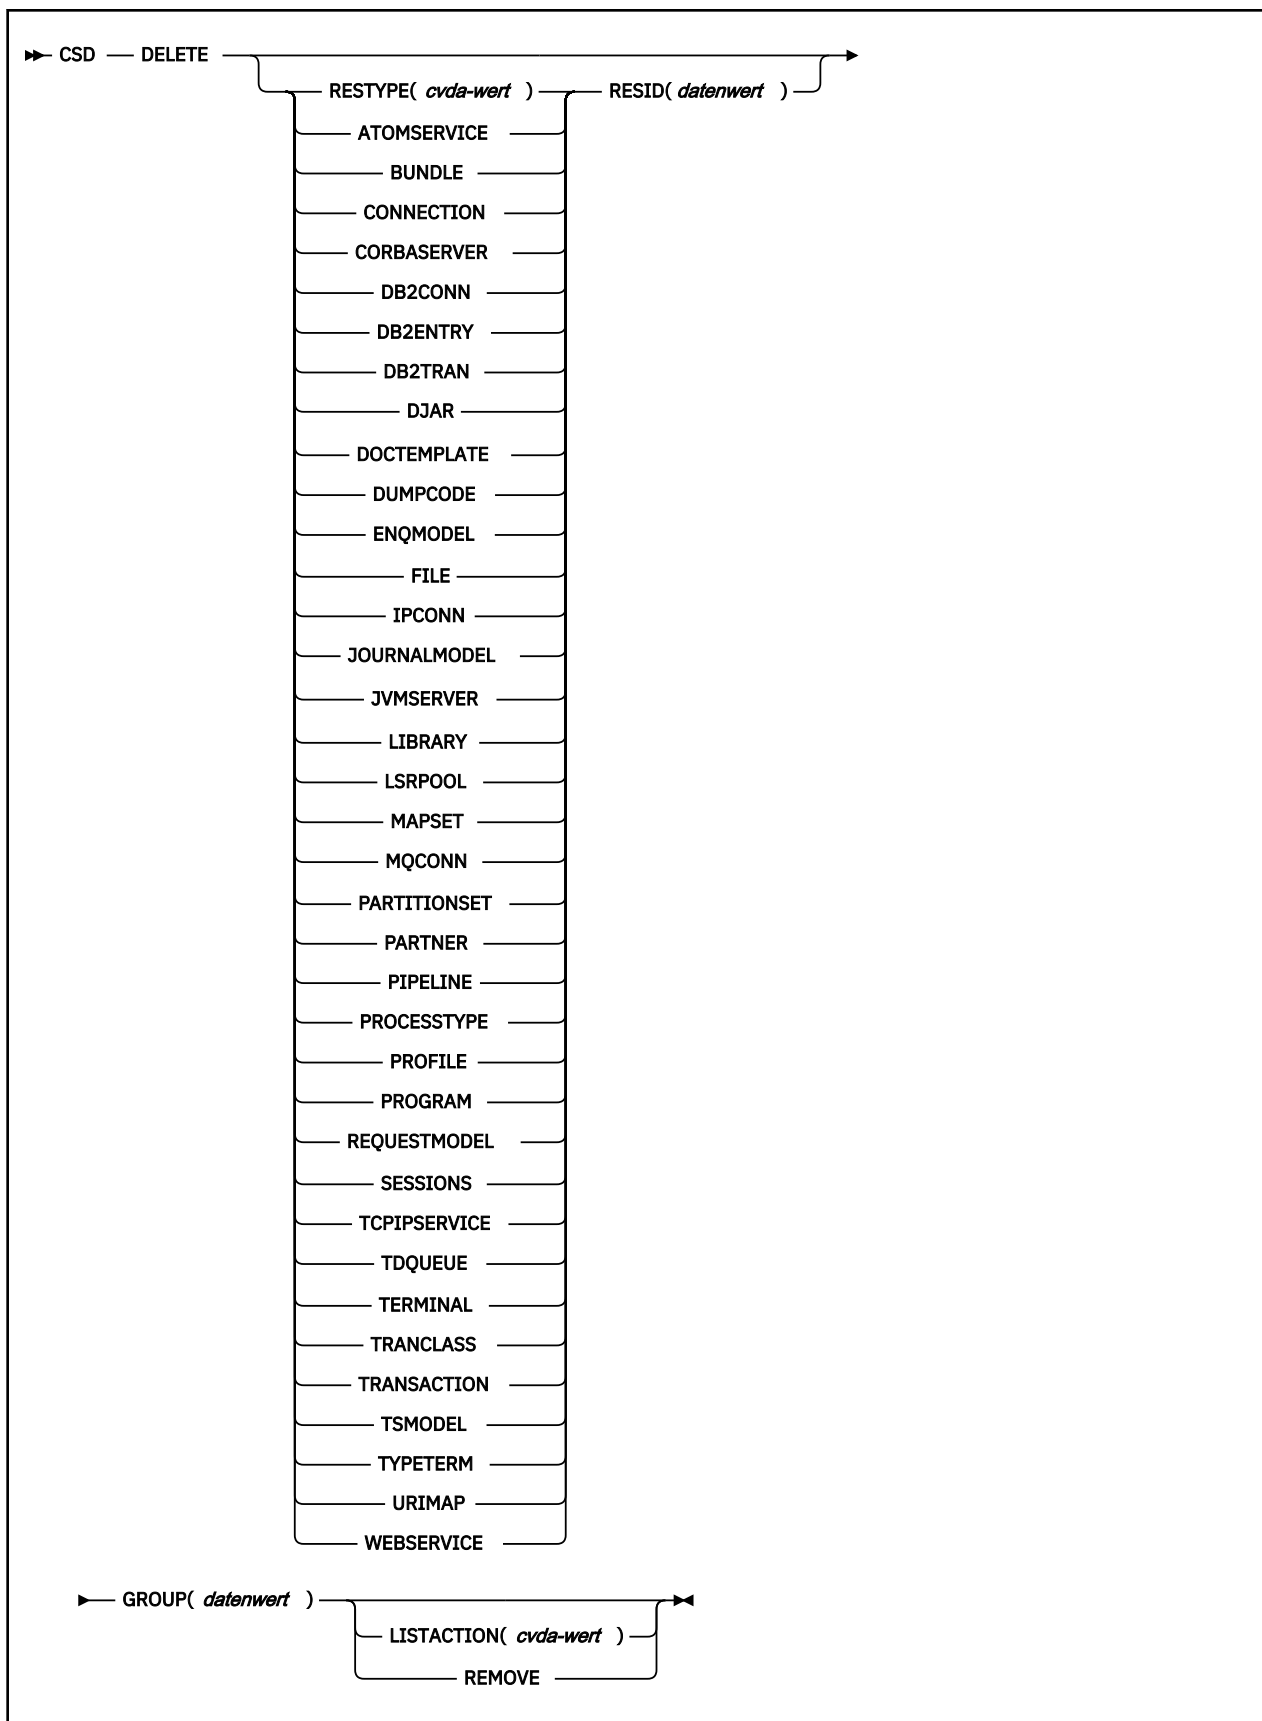 CSD DELETE
RESTYPE( cvda-wert ) RESID( datenwert )
ATOMSERVICE
BUNDLE
CONNECTION
CORBASERVER
DB2CONN
DB2ENTRY
DB2TRAN
DJAR
DOCTEMPLATE
DUMPCODE
ENQMODEL
FILE
IPCONN
JOURNALMODEL
JVMSERVER
LIBRARY
LSRPOOL
MAPSET
MQCONN
PARTITIONSET
PARTNER
PIPELINE
PROCESSTYPE
PROFILE
PROGRAM
REQUESTMODEL
SESSIONS
TCPIPSERVICE
TDQUEUE
TERMINAL
TRANCLASS
TRANSACTION
TSMODEL
TYPETERM
URIMAP
WEBSERVICE
GROUP( datenwert )
LISTACTION( cvda-wert )
REMOVE